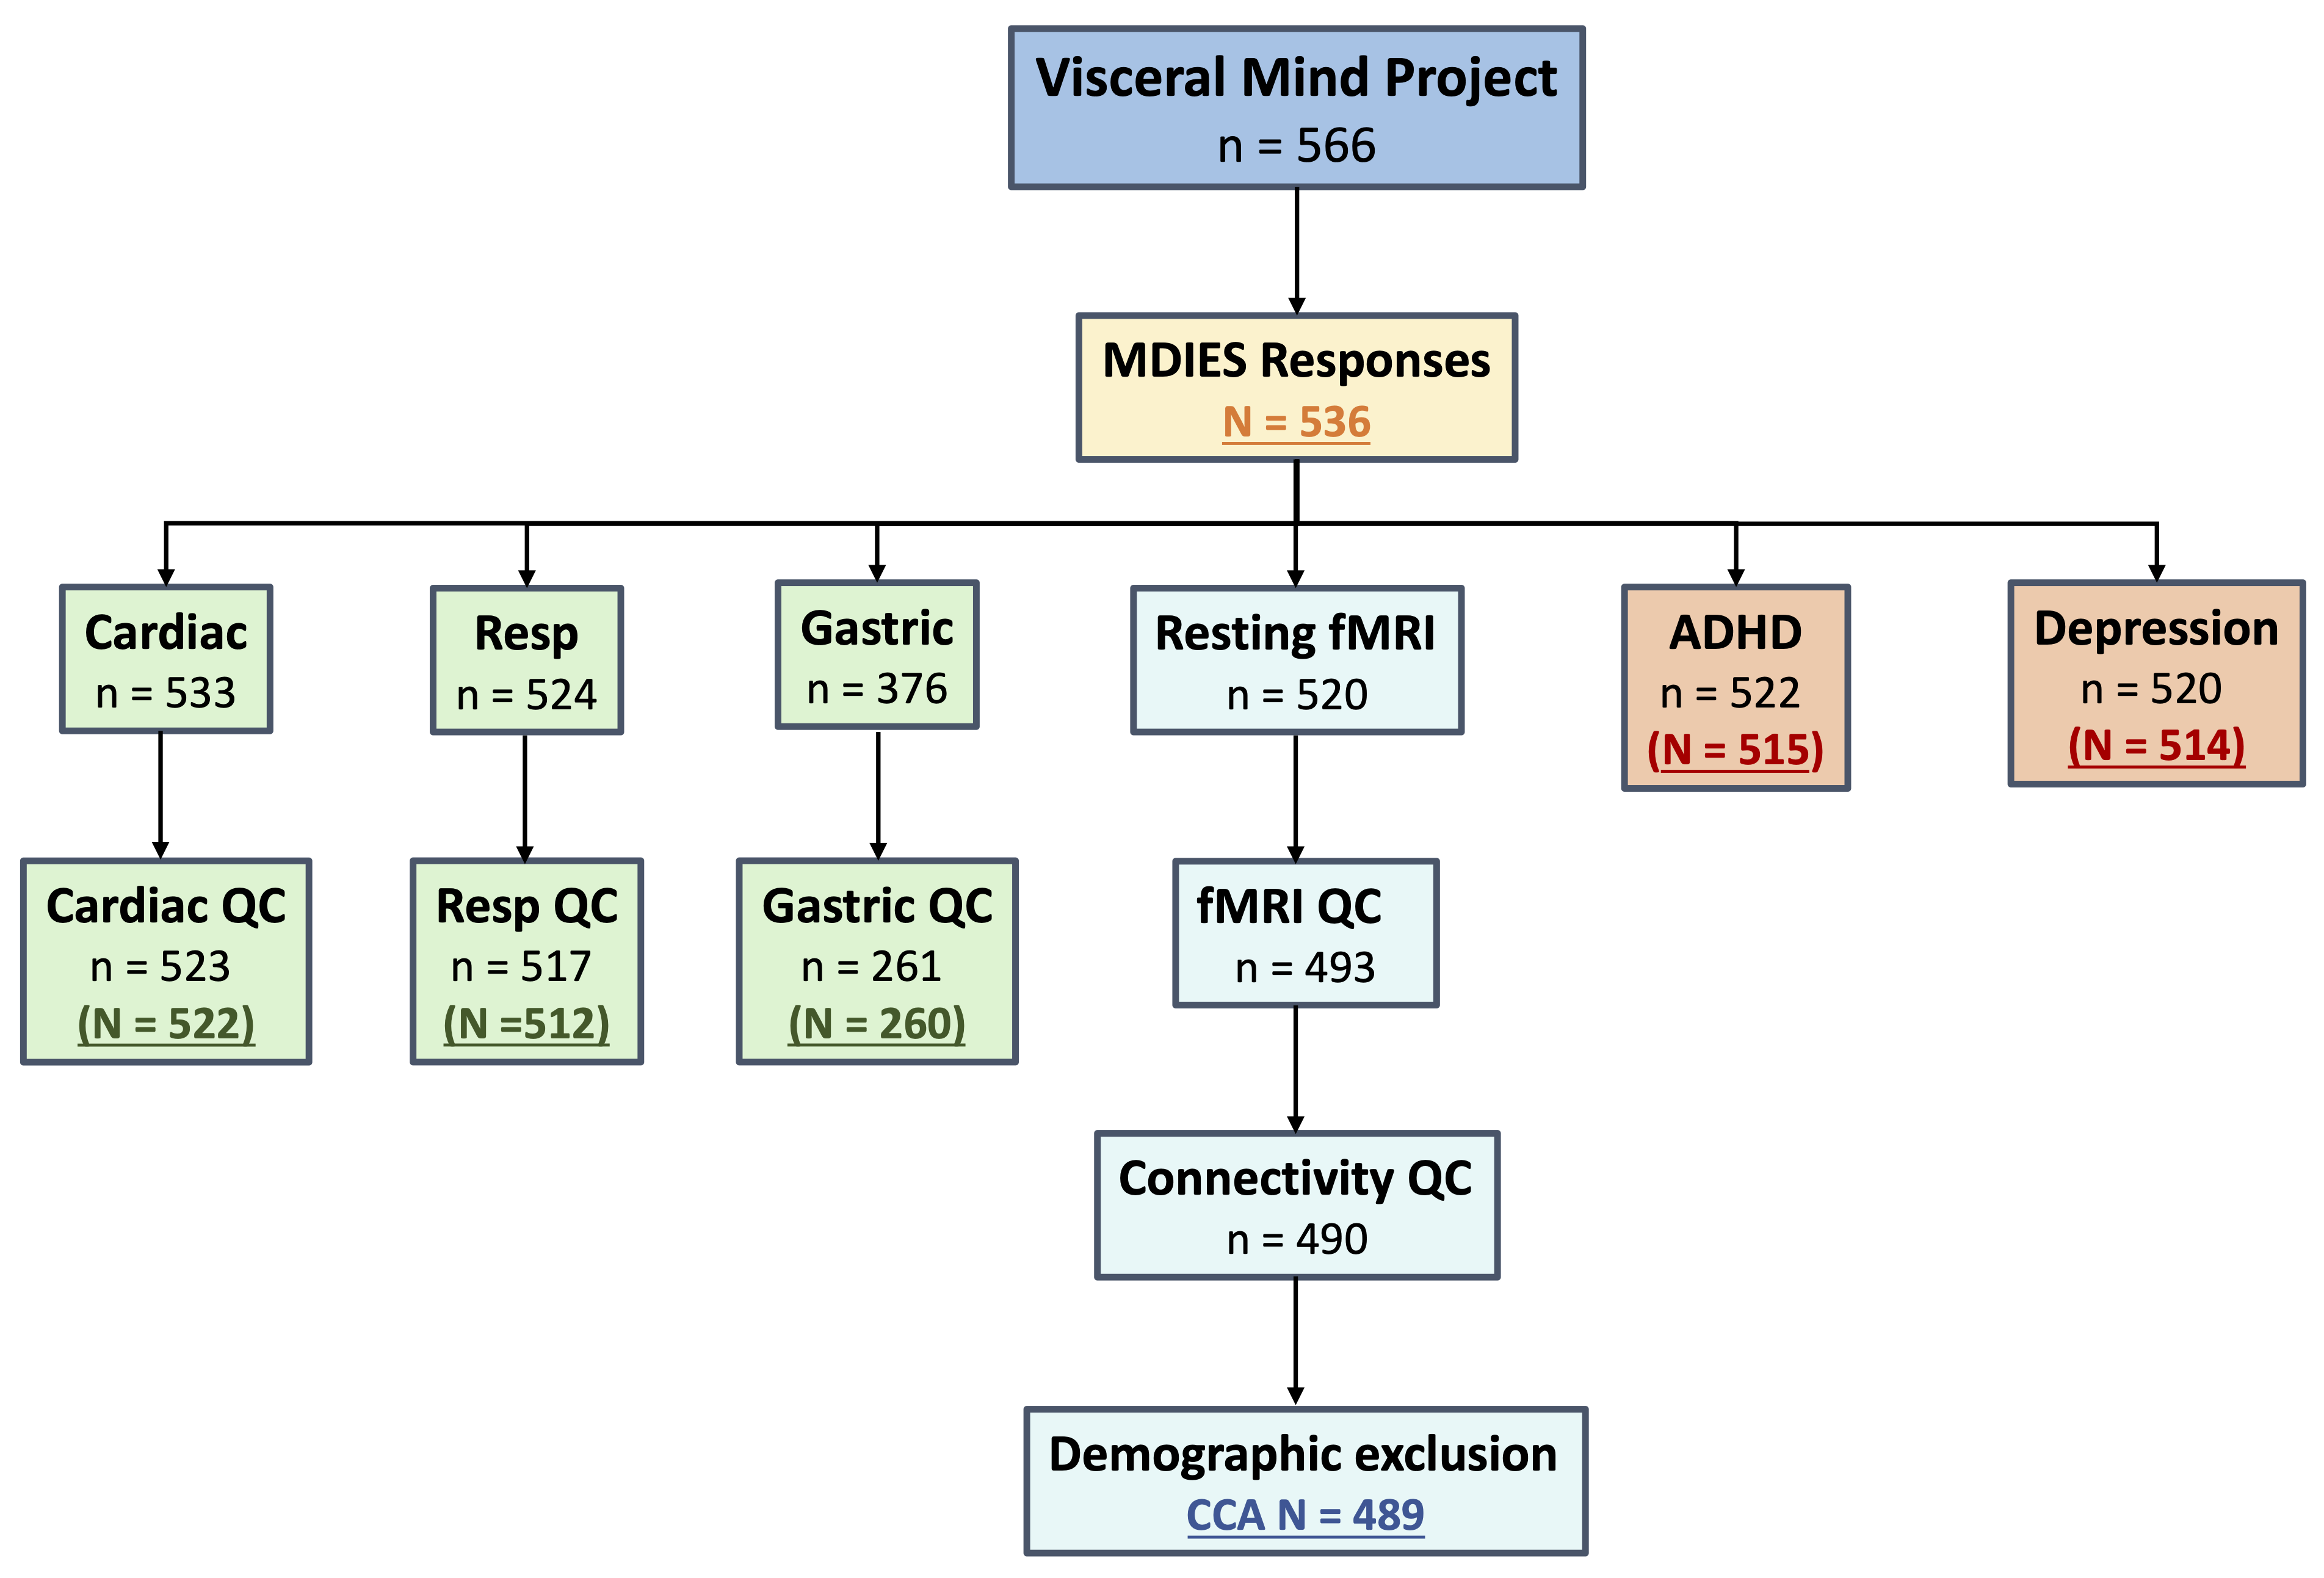 Visceral Mind Project
n = 566
MDIES Responses
N = 536
Cardiac
n = 533
Resp
n = 524
Gastric
n = 376
Resting fMRI
n = 520
ADHD
n = 522
(N = 515)
Depression
n = 520
(N = 514)
Cardiac QC
n = 523
(N = 522)
Resp QC
n = 517
(N =512)
Gastric QC
n = 261
(N = 260)
fMRI QC
n = 493
Connectivity QC
n = 490
Demographic exclusion
CCA N = 489